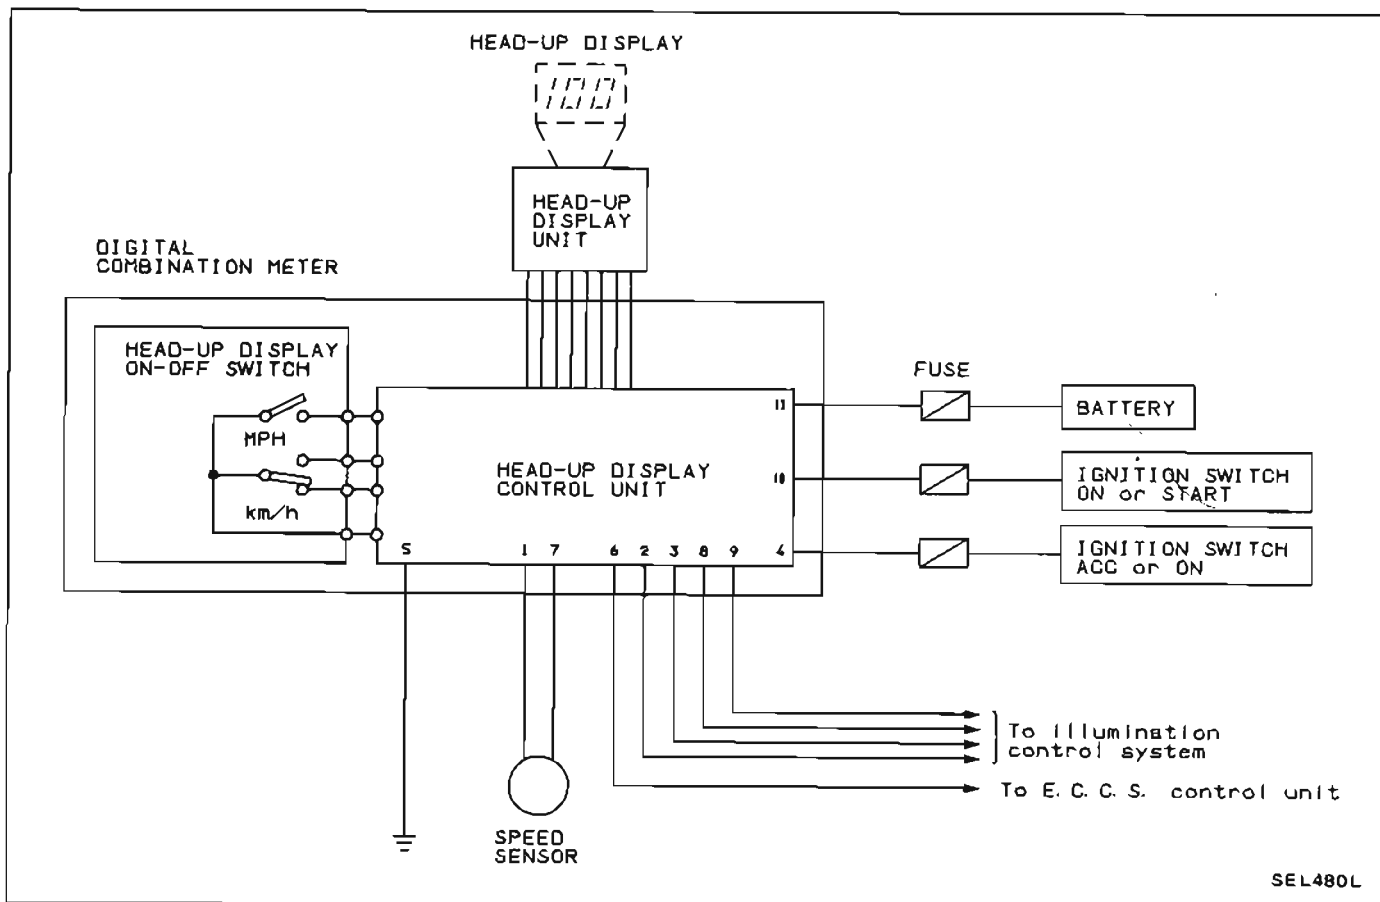 HEAD-UP DISPLAY
100
HEAD-UP
DISPLAY
UNIT
DIGITAL
COMBINATION METER
HEAD-UP DISPLAY
ON-OFF SWITCH
MPH
km/h
HEAD-UP DISPLAY
CONTROL UNIT
11
10
5 1 7 6 2 3 8 9 4
FUSE
BATTERY
IGNITION SWITCH
ON or START
IGNITION SWITCH
ACC or ON
To illumination
control system
To E. C. C. S. control unit
SPEED
SENSOR
SEL480L